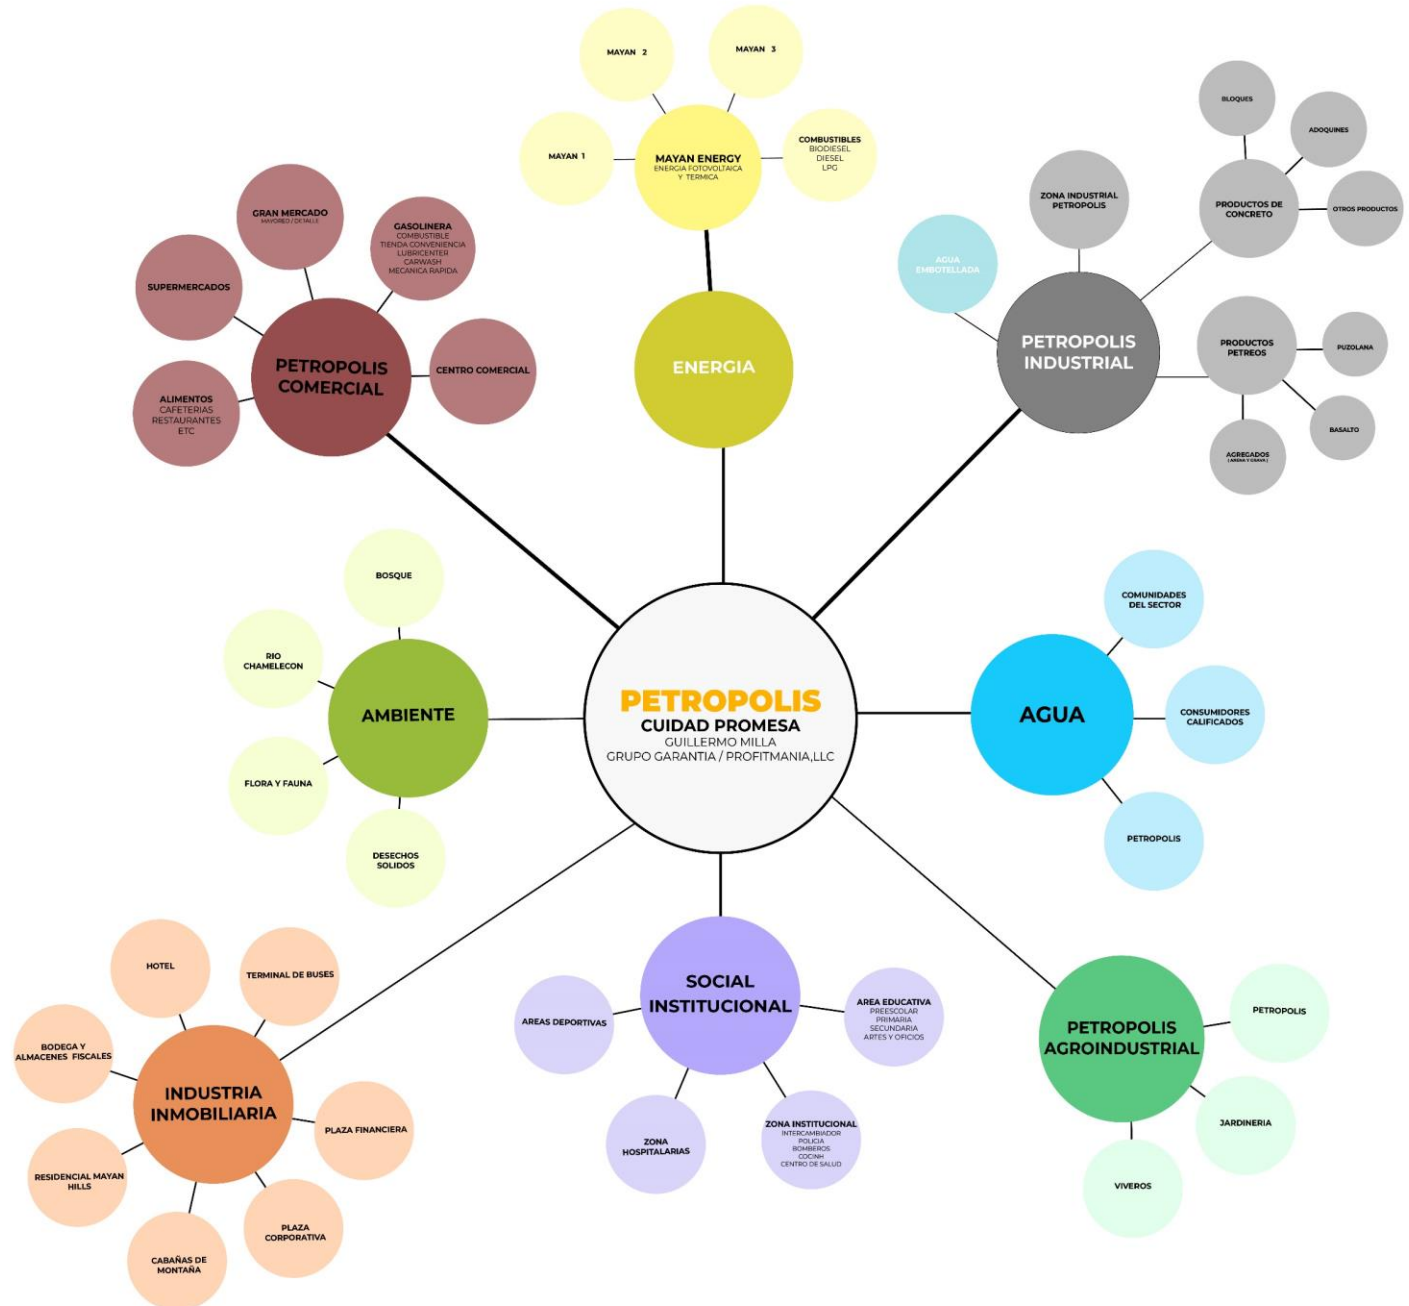 PETROPOLIS
CUIDAD PROMESA
GUILLERMO MILLA
GRUPO GARANTIA / PROFITMANIA,LLC
ENERGIA
MAYAN ENERGY
ENERGIA FOTOVOLTAICA
Y TERMICA
MAYAN 1
MAYAN 2
MAYAN 3
COMBUSTIBLES
BIODIESEL
DIESEL
LPG
PETROPOLIS
INDUSTRIAL
AGUA
EMBOTELLADA
ZONA INDUSTRIAL
PETROPOLIS
PRODUCTOS DE
CONCRETO
BLOQUES
ADOQUINES
OTROS PRODUCTOS
PRODUCTOS
PETREOS
PUZOLANA
BASALTO
AGREGADOS
( ARENA Y GRAVA )
AGUA
COMUNIDADES
DEL SECTOR
CONSUMIDORES
CALIFICADOS
PETROPOLIS
PETROPOLIS
AGROINDUSTRIAL
PETROPOLIS
JARDINERIA
VIVEROS
SOCIAL
INSTITUCIONAL
AREA EDUCATIVA
PREESCOLAR
PRIMARIA
SECUNDARIA
ARTES Y OFICIOS
ZONA INSTITUCIONAL
INTERCAMBIADOR
POLICIA
BOMBEROS
COCINH
CENTRO DE SALUD
ZONA
HOSPITALARIAS
AREAS DEPORTIVAS
INDUSTRIA
INMOBILIARIA
HOTEL
TERMINAL DE BUSES
PLAZA FINANCIERA
PLAZA
CORPORATIVA
CABAÑAS DE
MONTAÑA
RESIDENCIAL MAYAN
HILLS
BODEGA Y
ALMACENES FISCALES
AMBIENTE
BOSQUE
RIO
CHAMELECON
FLORA Y FAUNA
DESECHOS
SOLIDOS
PETROPOLIS
COMERCIAL
ALIMENTOS
CAFETERIAS
RESTAURANTES
ETC
SUPERMERCADOS
GRAN MERCADO
MAYOREO / DETALLE
GASOLINERA
COMBUSTIBLE
TIENDA CONVENIENCIA
LUBRICENTER
CARWASH
MECANICA RAPIDA
CENTRO COMERCIAL